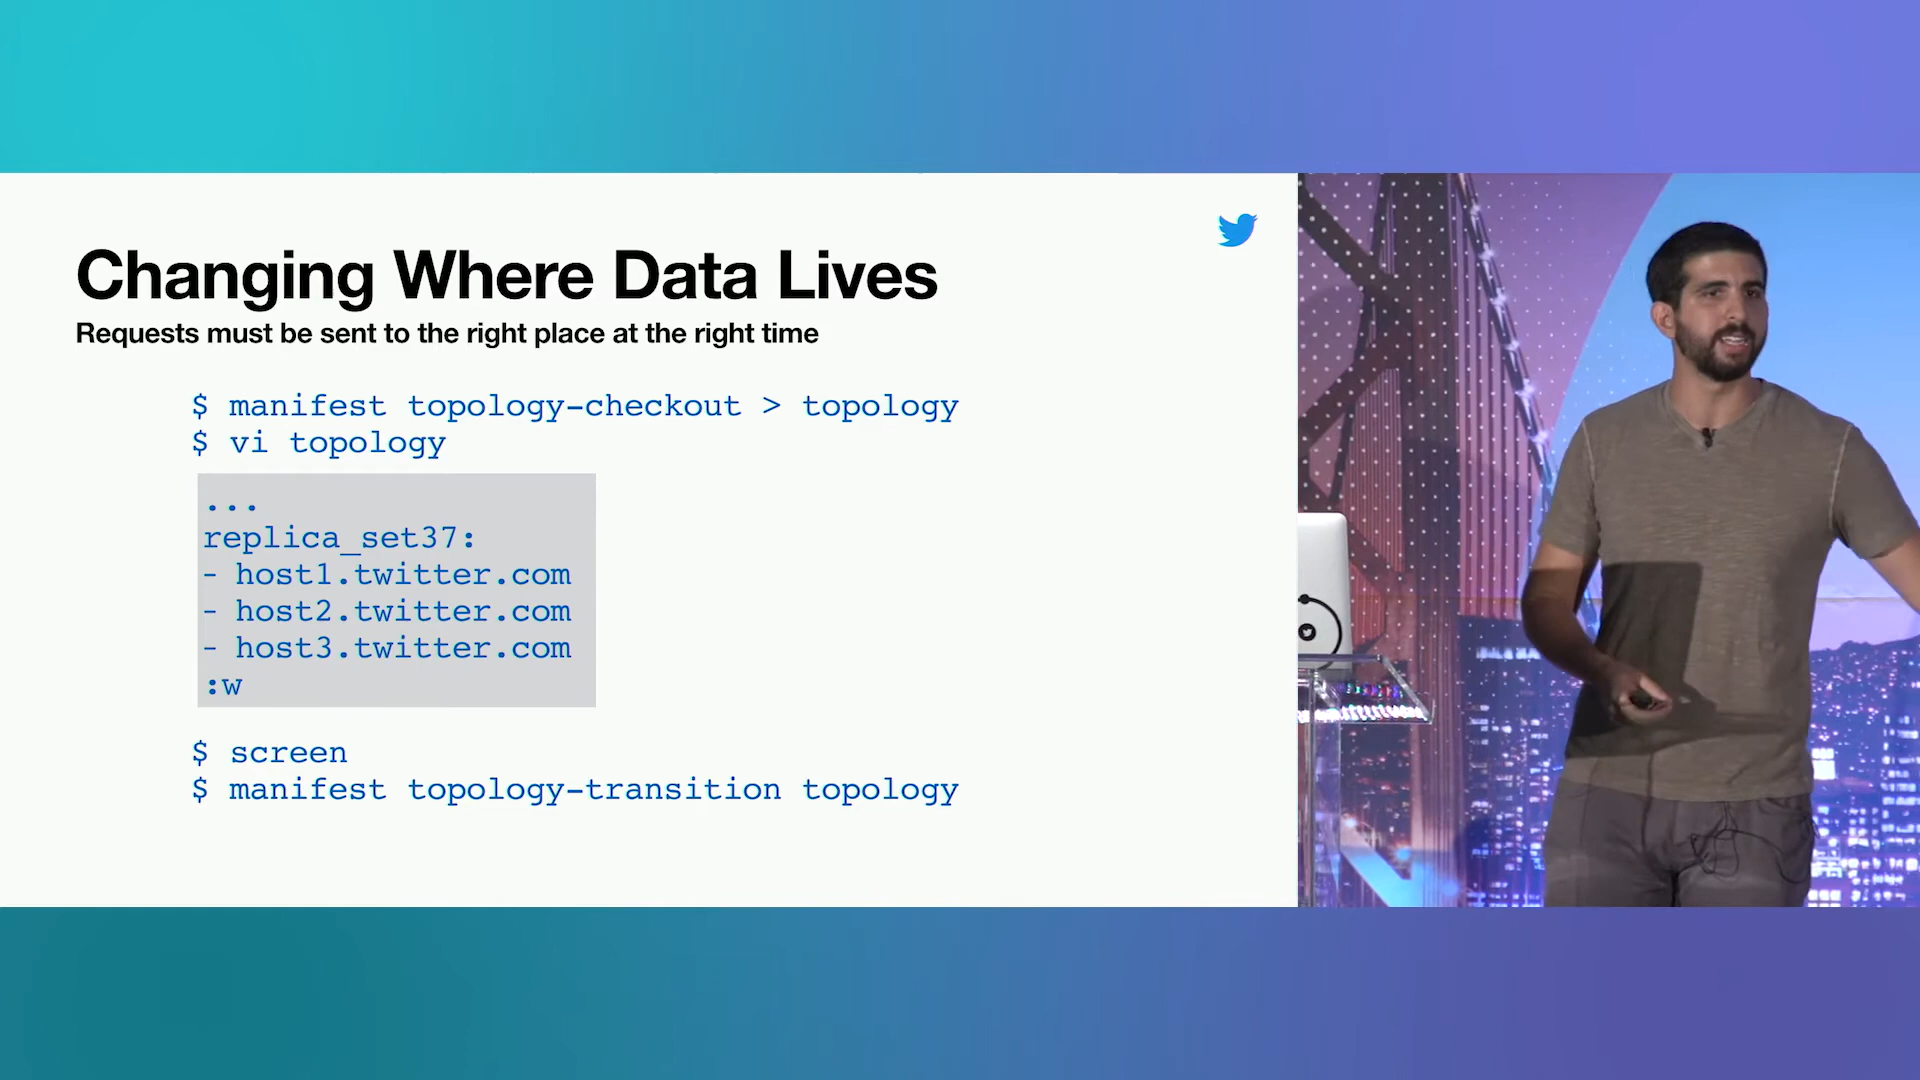 Changing Where Data Lives
Requests must be sent to the right place at the right time
$ manifest topology-checkout > topology
$ vi topology
...
replica_set37:
- host1.twitter.com
- host2.twitter.com
- host3.twitter.com
:w
$ screen
$ manifest topology-transition topology